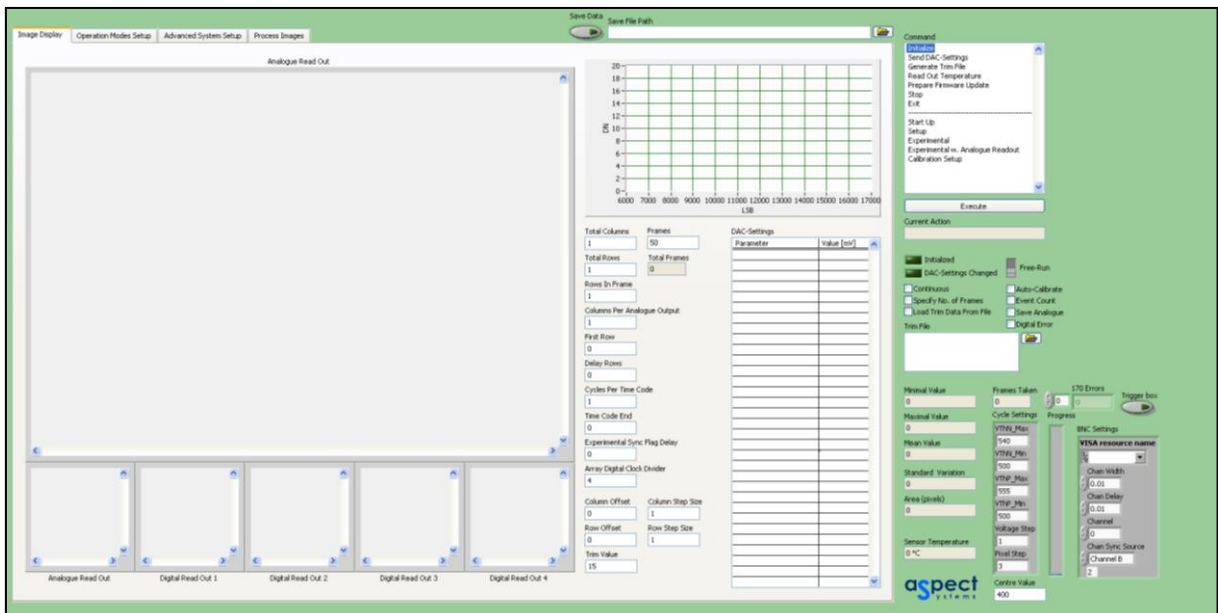 Save Data
Save File Path
Image Display
Operation Modes Setup
Advanced System Setup
Process Images
Analogue Read Out
20
18
16
14
12
10
8
6
4
2
0
DN
6000 7000 8000 9000 10000 11000 12000 13000 14000 15000 16000 17000
LSB
Total Columns
1
Frames
50
Total Rows
1
Total Frames
0
Rows In Frame
1
Columns Per Analogue Output
1
First Row
0
Delay Rows
0
Cycles Per Time Code
1
Time Code End
0
Experimental Sync Flag Delay
0
Array Digital Clock Divider
4
Column Offset
0
Column Step Size
1
Row Offset
0
Row Step Size
1
Trim Value
15
DAC-Settings
Parameter
Value [mV]
Analogue Read Out
Digital Read Out 1
Digital Read Out 2
Digital Read Out 3
Digital Read Out 4
Command
Initialize
Send DAC-Settings
Generate Trim File
Read Out Temperature
Prepare Firmware Update
Stop
Exit
Start Up
Setup
Experimental
Experimental w. Analogue Readout
Calibration Setup
Execute
Current Action
Initialized
DAC-Settings Changed
Free-Run
Continuous
Specify No. of Frames
Load Trim Data From File
Auto-Calibrate
Event Count
Save Analogue
Digital Error
Trim File
Minimal Value
0
Maximal Value
0
Mean Value
0
Standard Variation
0
Area (pixels)
0
Sensor Temperature
0 °C
Frames Taken
0
170 Errors
0
0
Trigger box
Cycle Settings
VThN_Max
540
VThN_Min
500
VThP_Max
555
VThP_Min
500
Voltage Step
1
Pixel Step
3
Centre Value
400
Progress
BNC Settings
VISA resource name
Chan Width
0.01
Chan Delay
0.01
Channel
0
Chan Sync Source
Channel B
2
aspect
systems